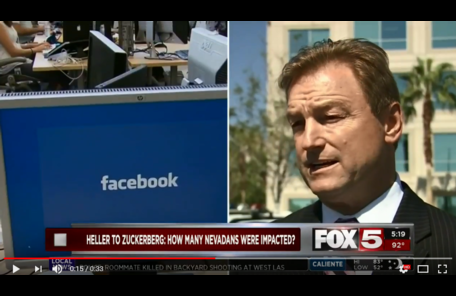 facebook
HELLER TO ZUCKERBERG: HOW MANY NEVADANS WERE IMPACTED?
FOX 5
5:19
92°
LOCAL
NEWS
ROOMMATE KILLED IN BACKYARD SHOOTING AT WEST LAS
CALIENTE
0:15 / 0:33